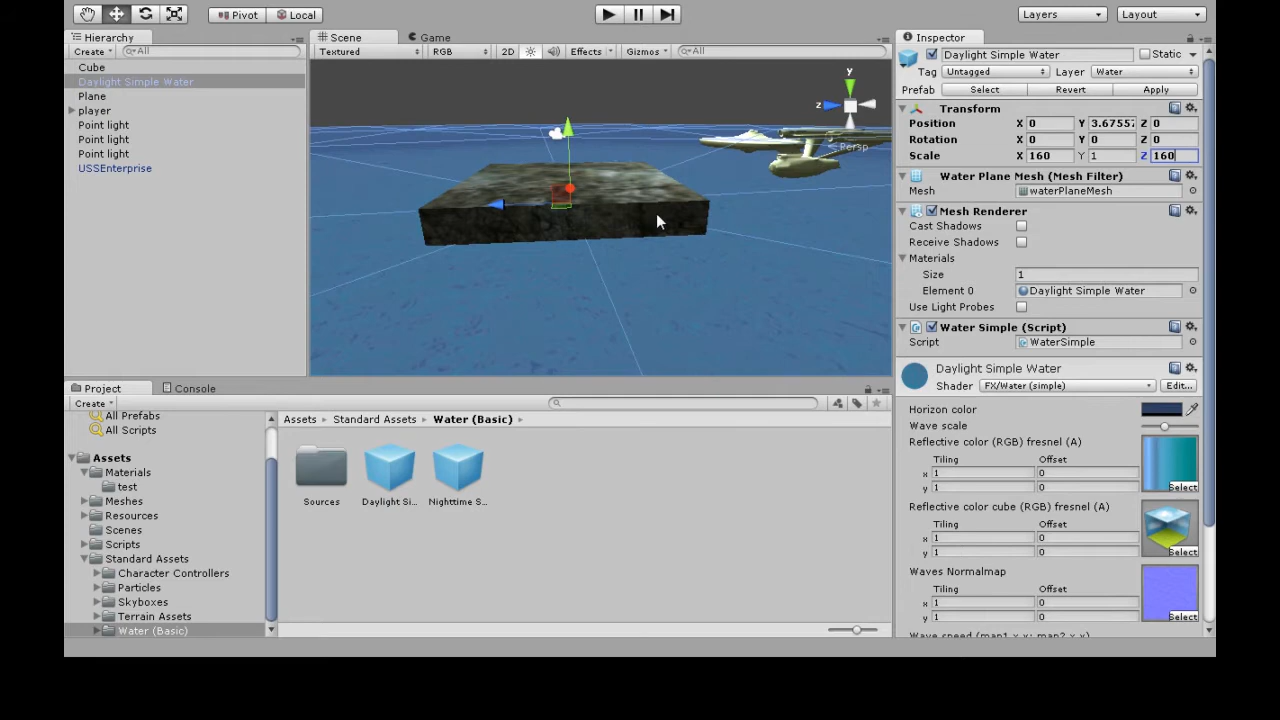 Pivot Local Layers Layout
Hierarchy
Create All
Cube
Daylight Simple Water
Plane
player
Point light
Point light
Point light
USSEnterprise
Scene Game
Textured RGB 2D Effects Gizmos All
y
z
Persp
Inspector
Daylight Simple Water Static
Tag Untagged Layer Water
Prefab Select Revert Apply
Transform
Position X 0 Y 3.67557 Z 0
Rotation X 0 Y 0 Z 0
Scale X 160 Y 1 Z 160
Water Plane Mesh (Mesh Filter)
Mesh waterPlaneMesh
Mesh Renderer
Cast Shadows
Receive Shadows
Materials
Size 1
Element 0 Daylight Simple Water
Use Light Probes
Water Simple (Script)
Script WaterSimple
Daylight Simple Water
Shader FX/Water (simple) Edit...
Horizon color
Wave scale
Reflective color (RGB) fresnel (A)
Tiling Offset
x 1 0
y 1 0
Select
Reflective color cube (RGB) fresnel (A)
Tiling Offset
x 1 0
y 1 0
Select
Waves Normalmap
Tiling Offset
x 1 0
y 1 0
Select
Wave speed (map1 x,y; map2 x,y)
Project Console
Create
All Prefabs
All Scripts
Assets
Materials
test
Meshes
Resources
Scenes
Scripts
Standard Assets
Character Controllers
Particles
Skyboxes
Terrain Assets
Water (Basic)
Assets Standard Assets Water (Basic)
Sources Daylight Si... Nighttime S...